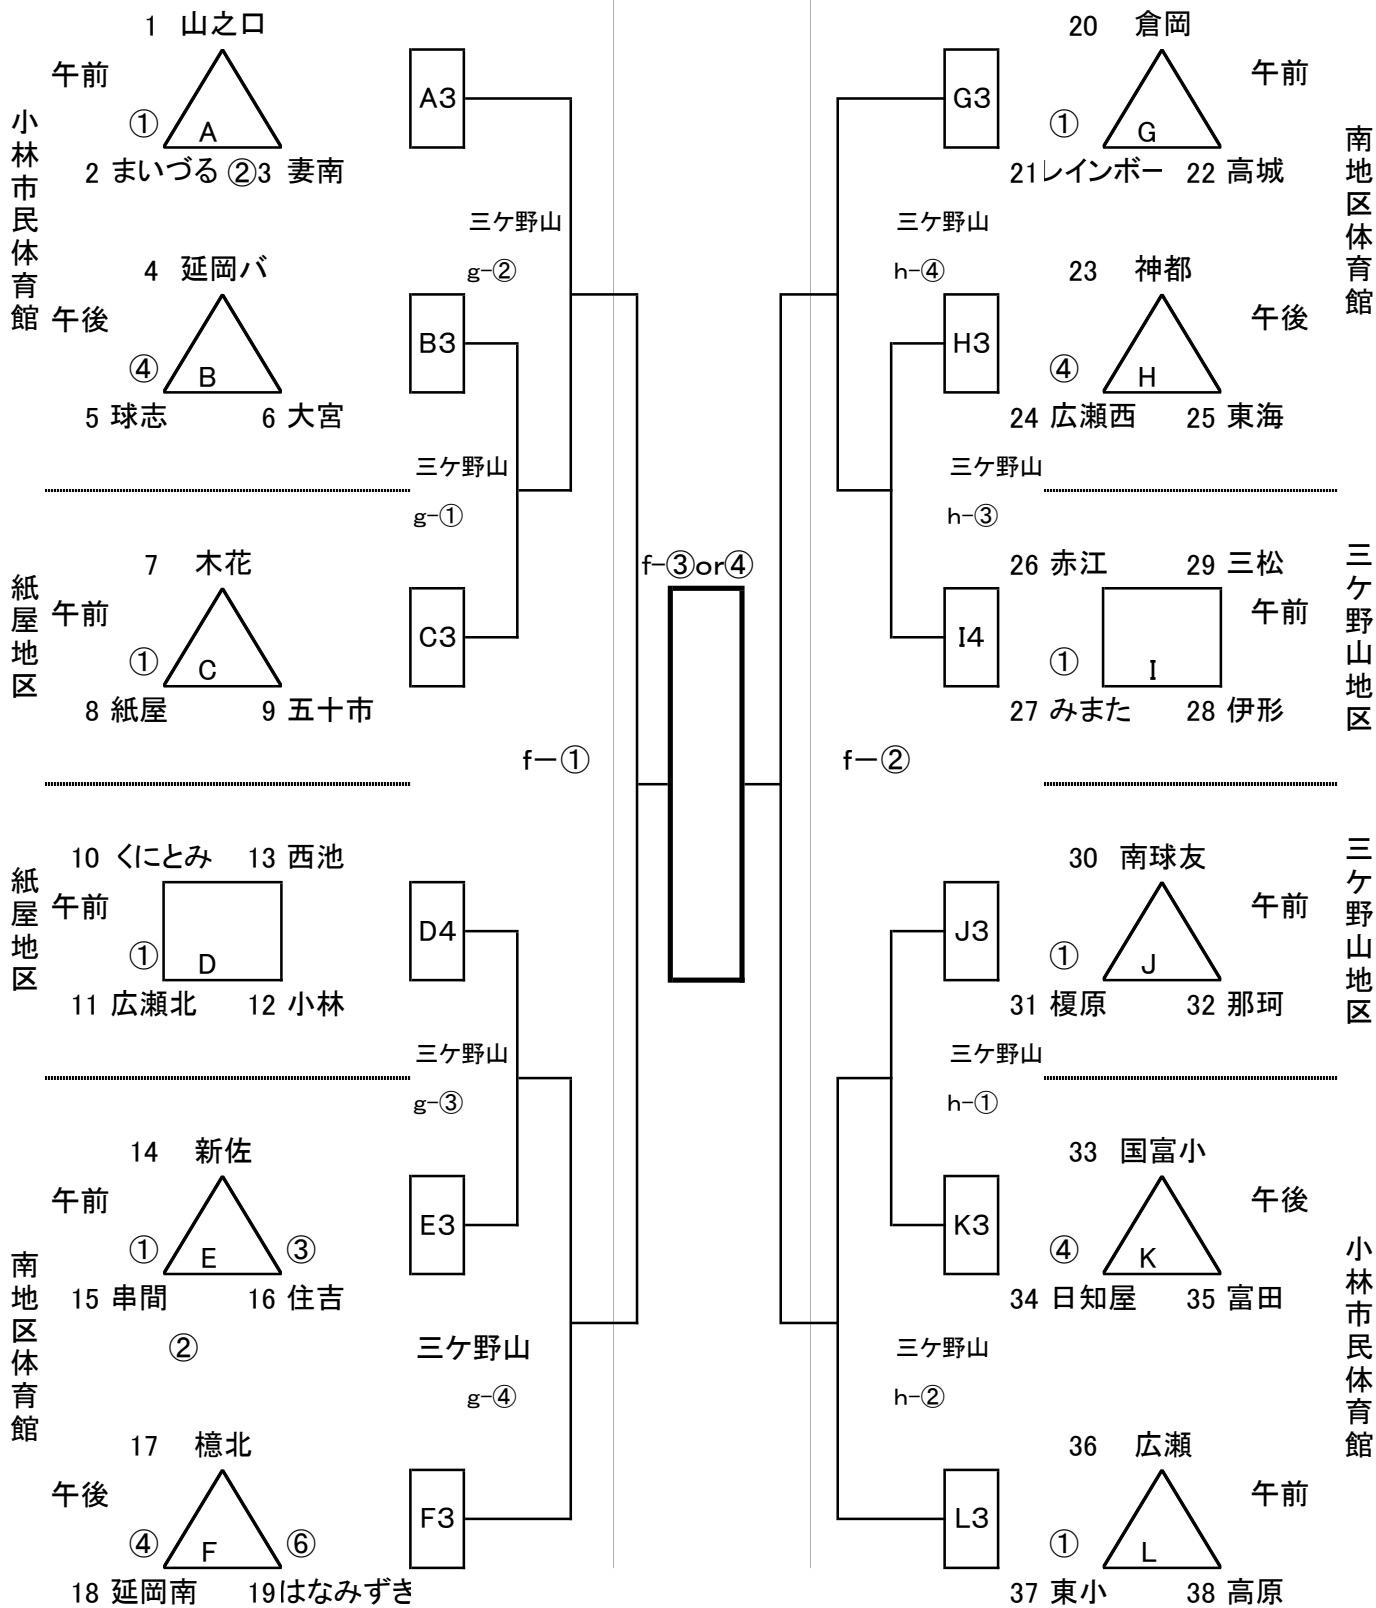 1 山之口
午前
①
A
2 まいづる ②3 妻南
A3
小林市民体育館
三ケ野山
g-②
4 延岡バ
午後
④
B
5 球志 6 大宮
B3
三ケ野山
g-①
7 木花
午前
①
C
8 紙屋 9 五十市
C3
紙屋地区
f-①
10 くにとみ 13 西池
午前
①
D
11 広瀬北 12 小林
D4
紙屋地区
三ケ野山
g-③
14 新佐
午前
① ③
E
15 串間 16 住吉
②
E3
南地区体育館
三ケ野山
g-④
17 檍北
午後
④ ⑥
F
18 延岡南 19はなみずき
F3
f-③or④
20 倉岡
午前
①
G
21レインボー 22 高城
G3
南地区体育館
三ケ野山
h-④
23 神都
午後
④
H
24 広瀬西 25 東海
H3
三ケ野山
h-③
26 赤江 29 三松
午前
①
I
27 みまた 28 伊形
I4
三ケ野山地区
f-②
30 南球友
午前
①
J
31 榎原 32 那珂
J3
三ケ野山地区
三ケ野山
h-①
33 国富小
午後
④
K
34 日知屋 35 富田
K3
小林市民体育館
三ケ野山
h-②
36 広瀬
午前
①
L
37 東小 38 高原
L3